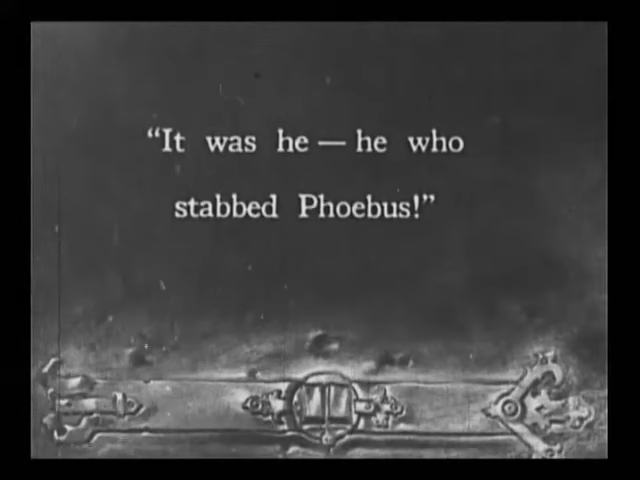 “It was he — he who
stabbed Phoebus!”